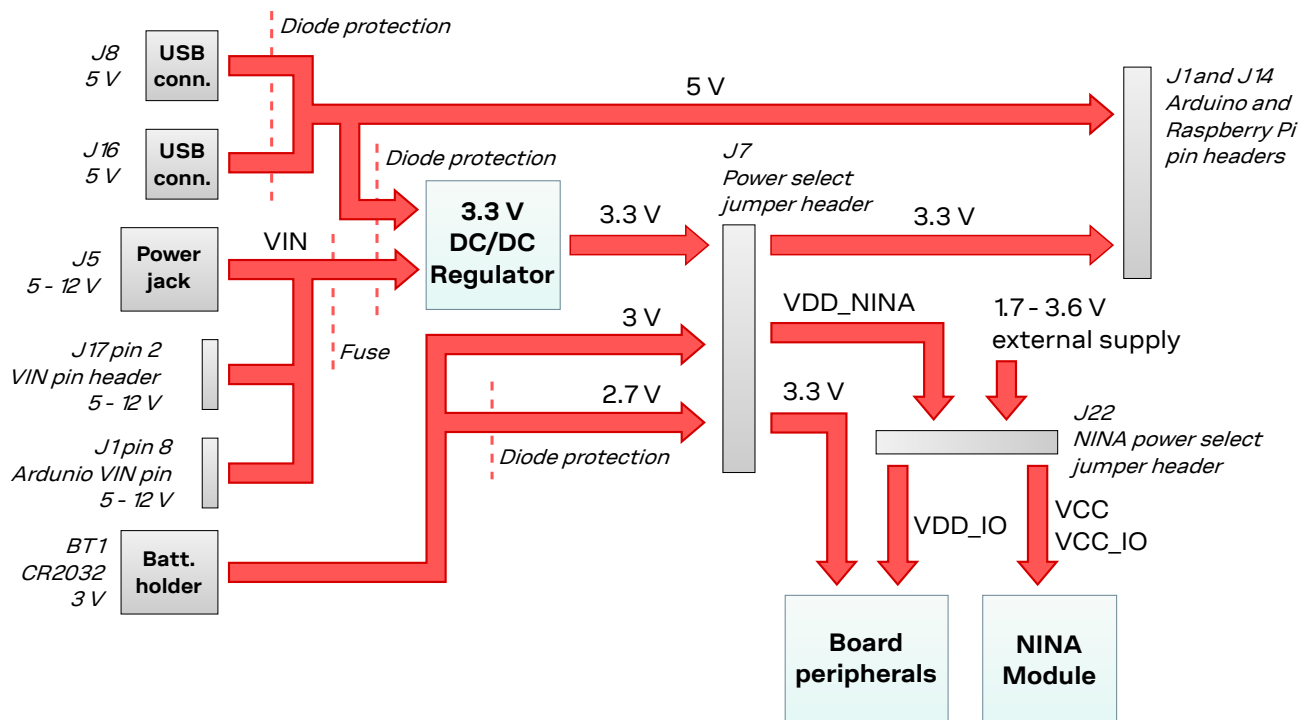 Diode protection
J8
5 V
USB
conn.
5 V
J1 and J14
Arduino and
Raspberry Pi
pin headers
J16
5 V
USB
conn.
Diode protection
J7
Power select
jumper header
3.3 V
DC/DC
Regulator
3.3 V
3.3 V
J5
5 - 12 V
Power
jack
VIN
Fuse
J17 pin 2
VIN pin header
5 - 12 V
3 V
VDD_NINA
1.7 - 3.6 V
external supply
2.7 V
3.3 V
Diode protection
J1 pin 8
Ardunio VIN pin
5 - 12 V
J22
NINA power select
jumper header
BT1
CR2032
3 V
Batt.
holder
VDD_IO
VCC
VCC_IO
Board
peripherals
NINA
Module